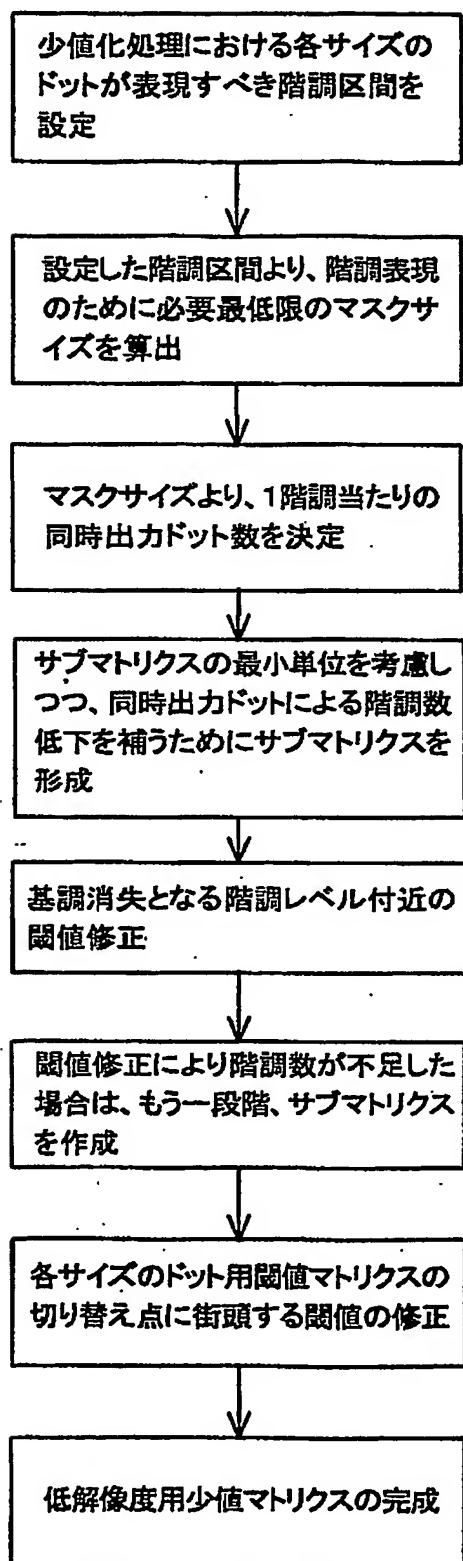 少値化処理における各サイズの
ドットが表現すべき階調区間を
設定
設定した階調区間より、階調表現
のために必要最低限のマスクサ
イズを算出
マスクサイズより、1階調当たりの
同時出力ドット数を決定
サブマトリクスの最小単位を考慮し
つつ、同時出力ドットによる階調数
低下を補うためにサブマトリクスを
形成
基調消失となる階調レベル付近の
閾値修正
閾値修正により階調数が不足した
場合は、もう一段階、サブマトリクス
を作成
各サイズのドット用閾値マトリクスの
切り替え点に街頭する閾値の修正
低解像度用少値マトリクスの完成